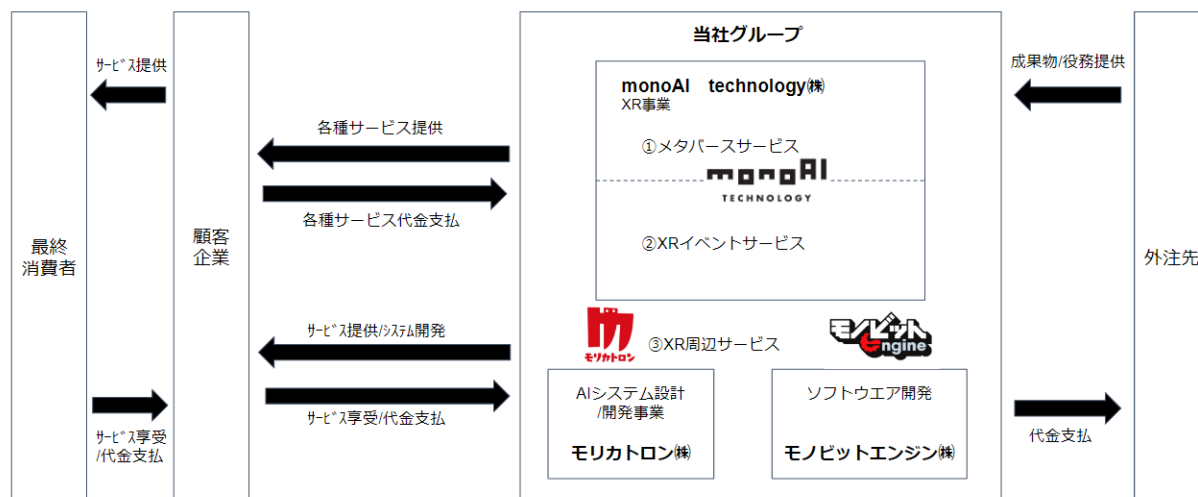 当社グループ
サービス提供
成果物/役務提供
monoAI technology㈱
XR事業
各種サービス提供
①メタバースサービス
monoAI
TECHNOLOGY
各種サービス代金支払
最終
消費者
顧客
企業
②XRイベントサービス
外注先
サービス提供/システム開発
モリカトロン
③XR周辺サービス
モノビット
Engine
サービス享受/代金支払
AIシステム設計
/開発事業
ソフトウエア開発
サービス享受
/代金支払
代金支払
モリカトロン㈱
モノビットエンジン㈱